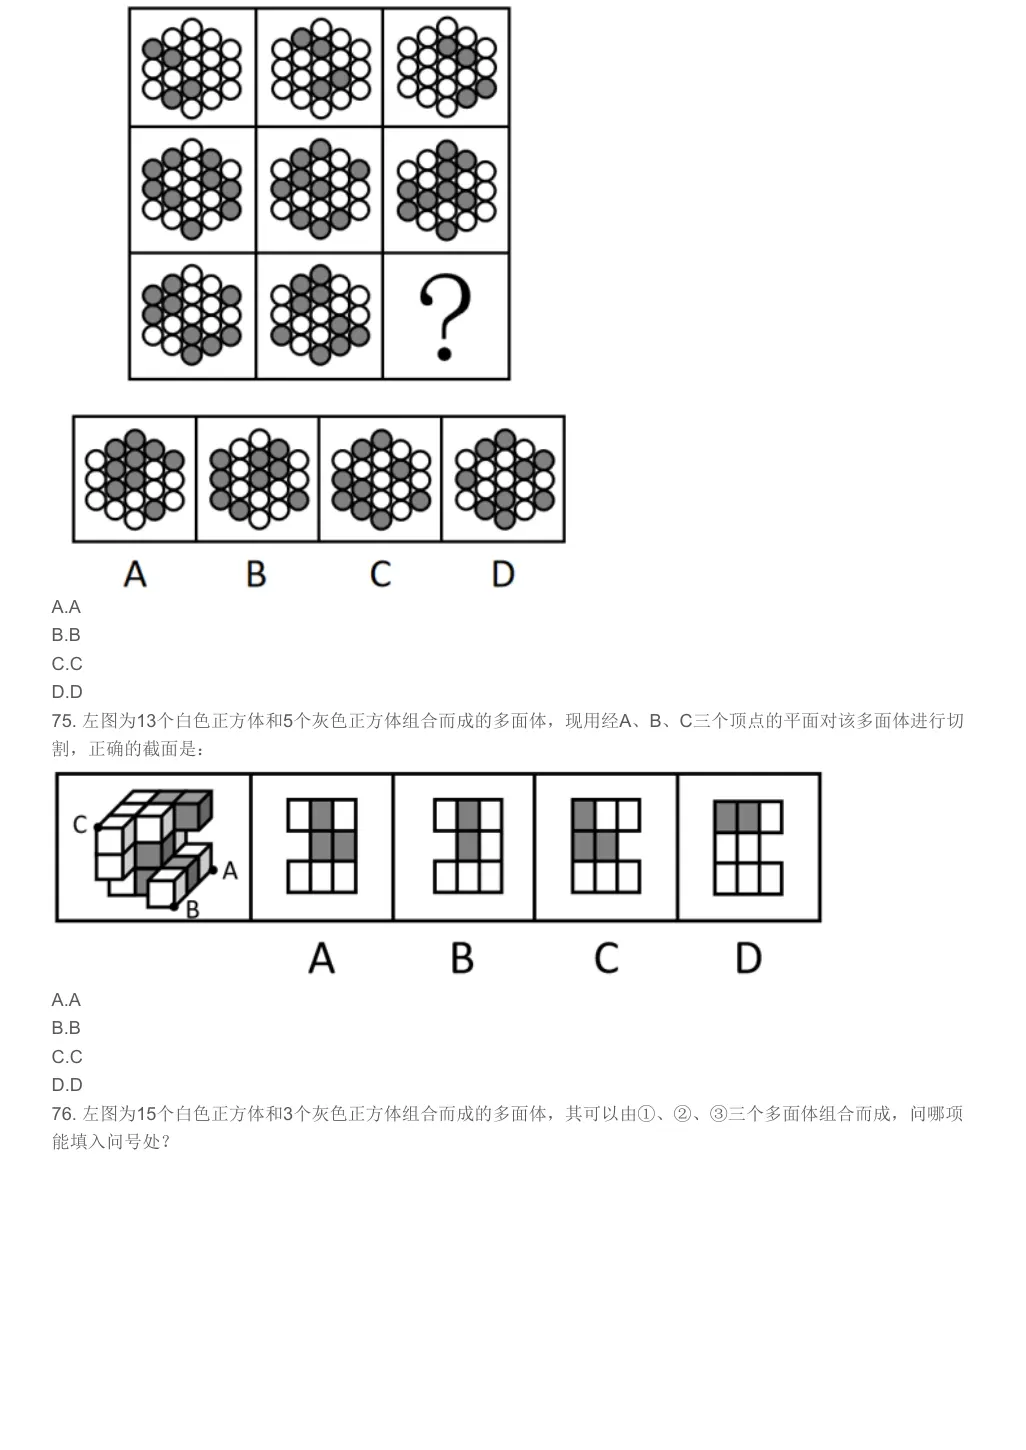 ?
A B C D
A.A
B.B
C.C
D.D
75. 左图为13个白色正方体和5个灰色正方体组合而成的多面体，现用经A、B、C三个顶点的平面对该多面体进行切
割，正确的截面是：
C A B
A B C D
A.A
B.B
C.C
D.D
76. 左图为15个白色正方体和3个灰色正方体组合而成的多面体，其可以由①、②、③三个多面体组合而成，问哪项
能填入问号处？